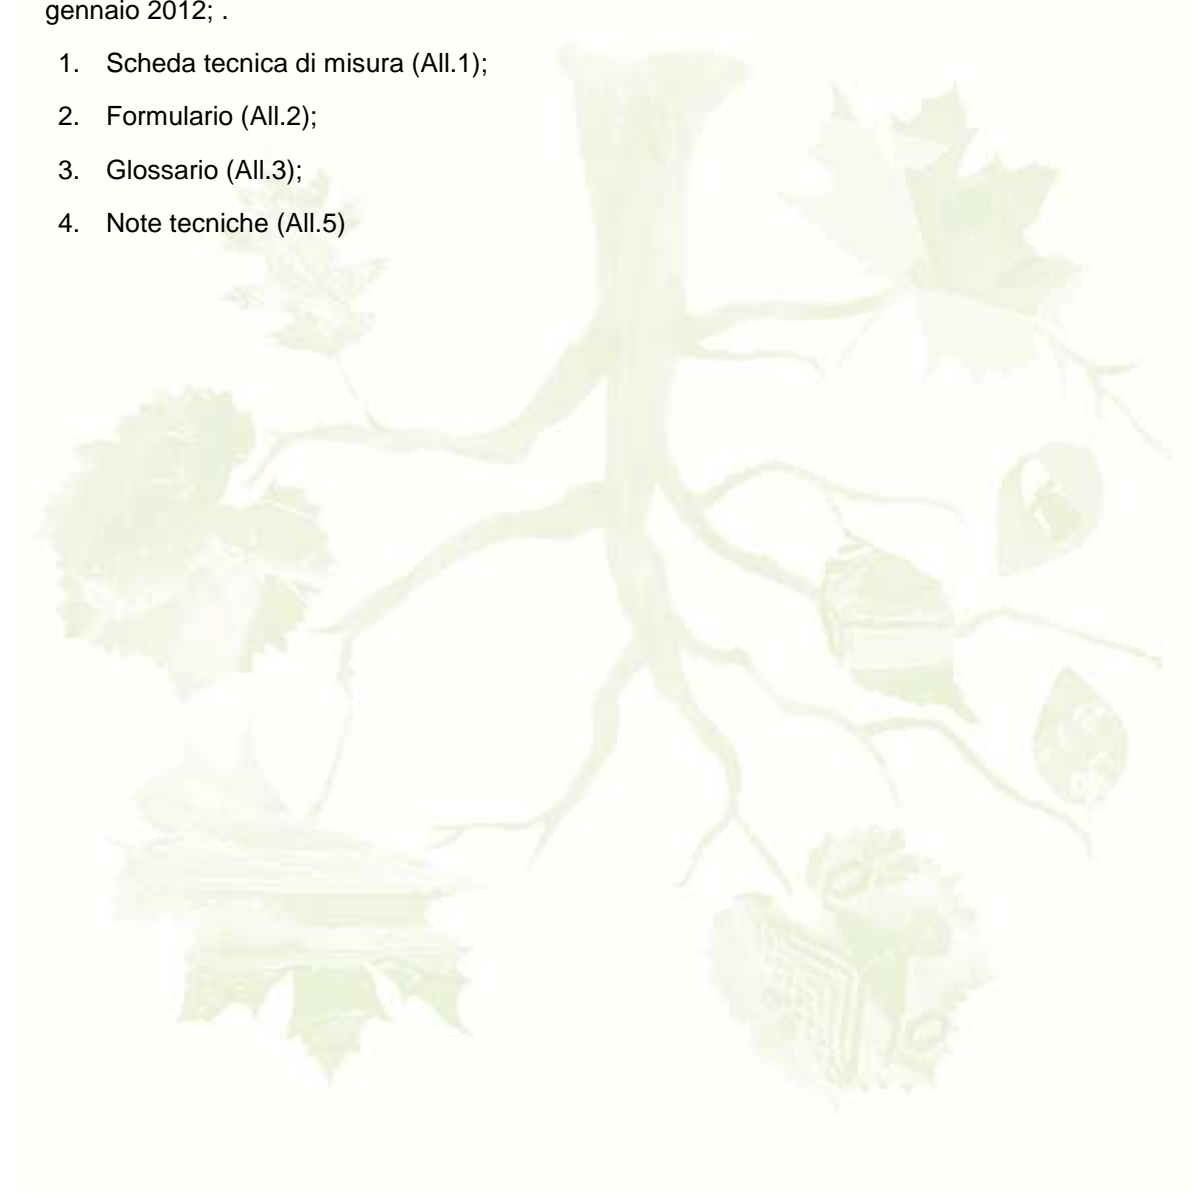 gennaio 2012; .
1. Scheda tecnica di misura (All.1);
2. Formulario (All.2);
3. Glossario (All.3);
4. Note tecniche (All.5)